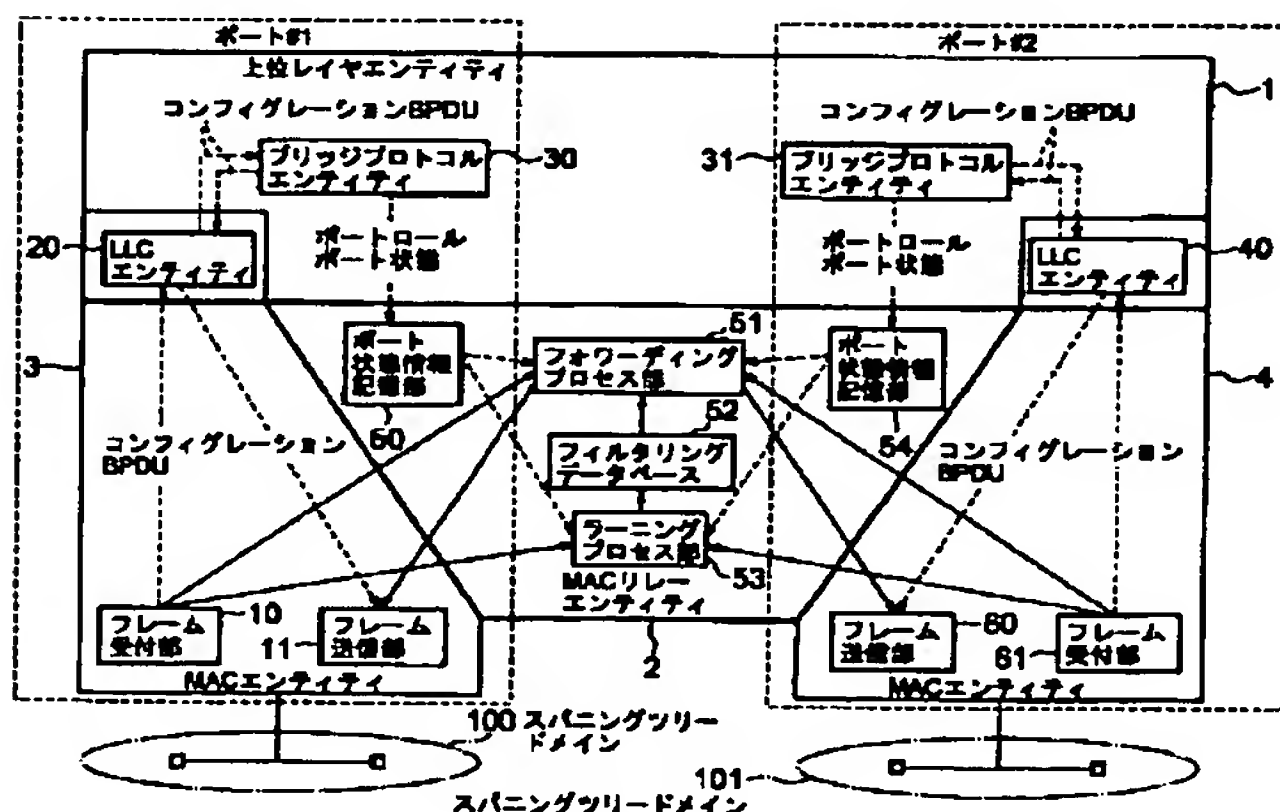 ポート#1
ポート#2
上位レイヤエンティティ
1
コンフィグレーションBPDU
コンフィグレーションBPDU
ブリッジプロトコル
エンティティ
30
31
ブリッジプロトコル
エンティティ
20
LLC
エンティティ
ポートロール
ポート状態
ポートロール
ポート状態
LLC
エンティティ
40
3
ポート
状態情報
記憶部
50
51
フォワーディング
プロセス部
ポート
状態情報
記憶部
54
4
52
フィルタリング
データベース
コンフィグレーション
BPDU
コンフィグレーション
BPDU
ラーニング
プロセス部
53
MACリレー
エンティティ
2
フレーム
受付部
10
11
フレーム
送信部
MACエンティティ
フレーム
送信部
60
61
フレーム
受付部
MACエンティティ
100 スパニングツリー
ドメイン
101
スパニングツリードメイン